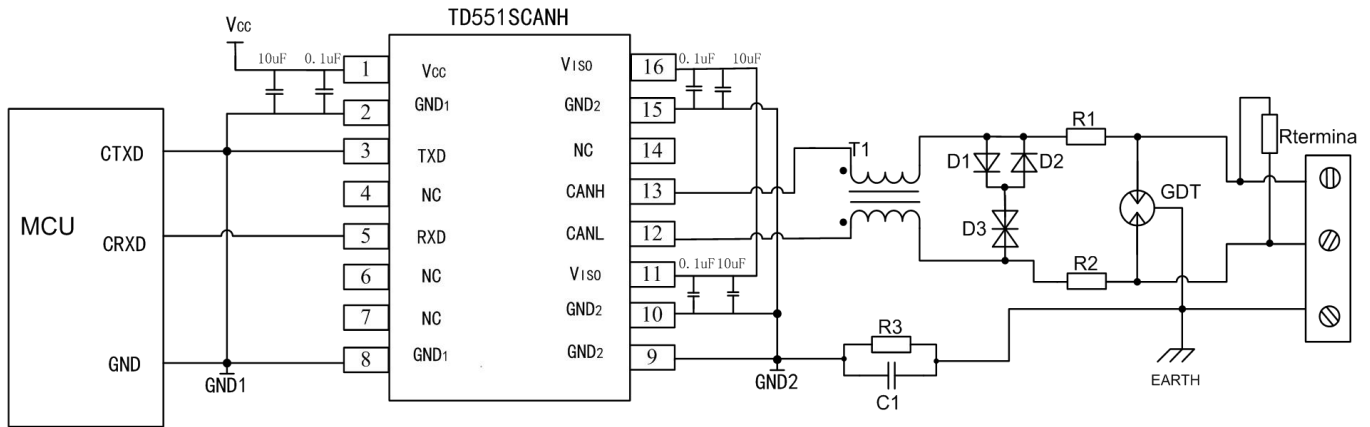 TD551SCANH
VCC
10uF 0.1uF
1 VCC VISO 16
0.1uF 10uF
2 GND1 GND2 15
MCU
CTXD 3 TXD NC 14
4 NC CANH 13
CRXD 5 RXD CANL 12
6 NC VISO 11
0.1uF 10uF
7 NC GND2 10
GND 8 GND1 GND2 9
GND1
GND2
T1
D1 D2
D3
R1
R2
GDT
Rtermina
R3
C1
EARTH